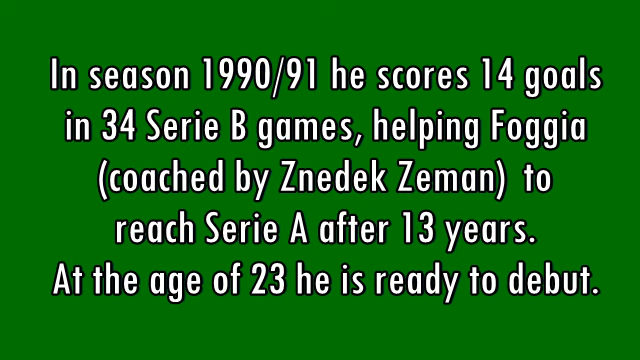 In season 1990/91 he scores 14 goals
in 34 Serie B games, helping Foggia
(coached by Znedek Zeman) to
reach Serie A after 13 years.
At the age of 23 he is ready to debut.